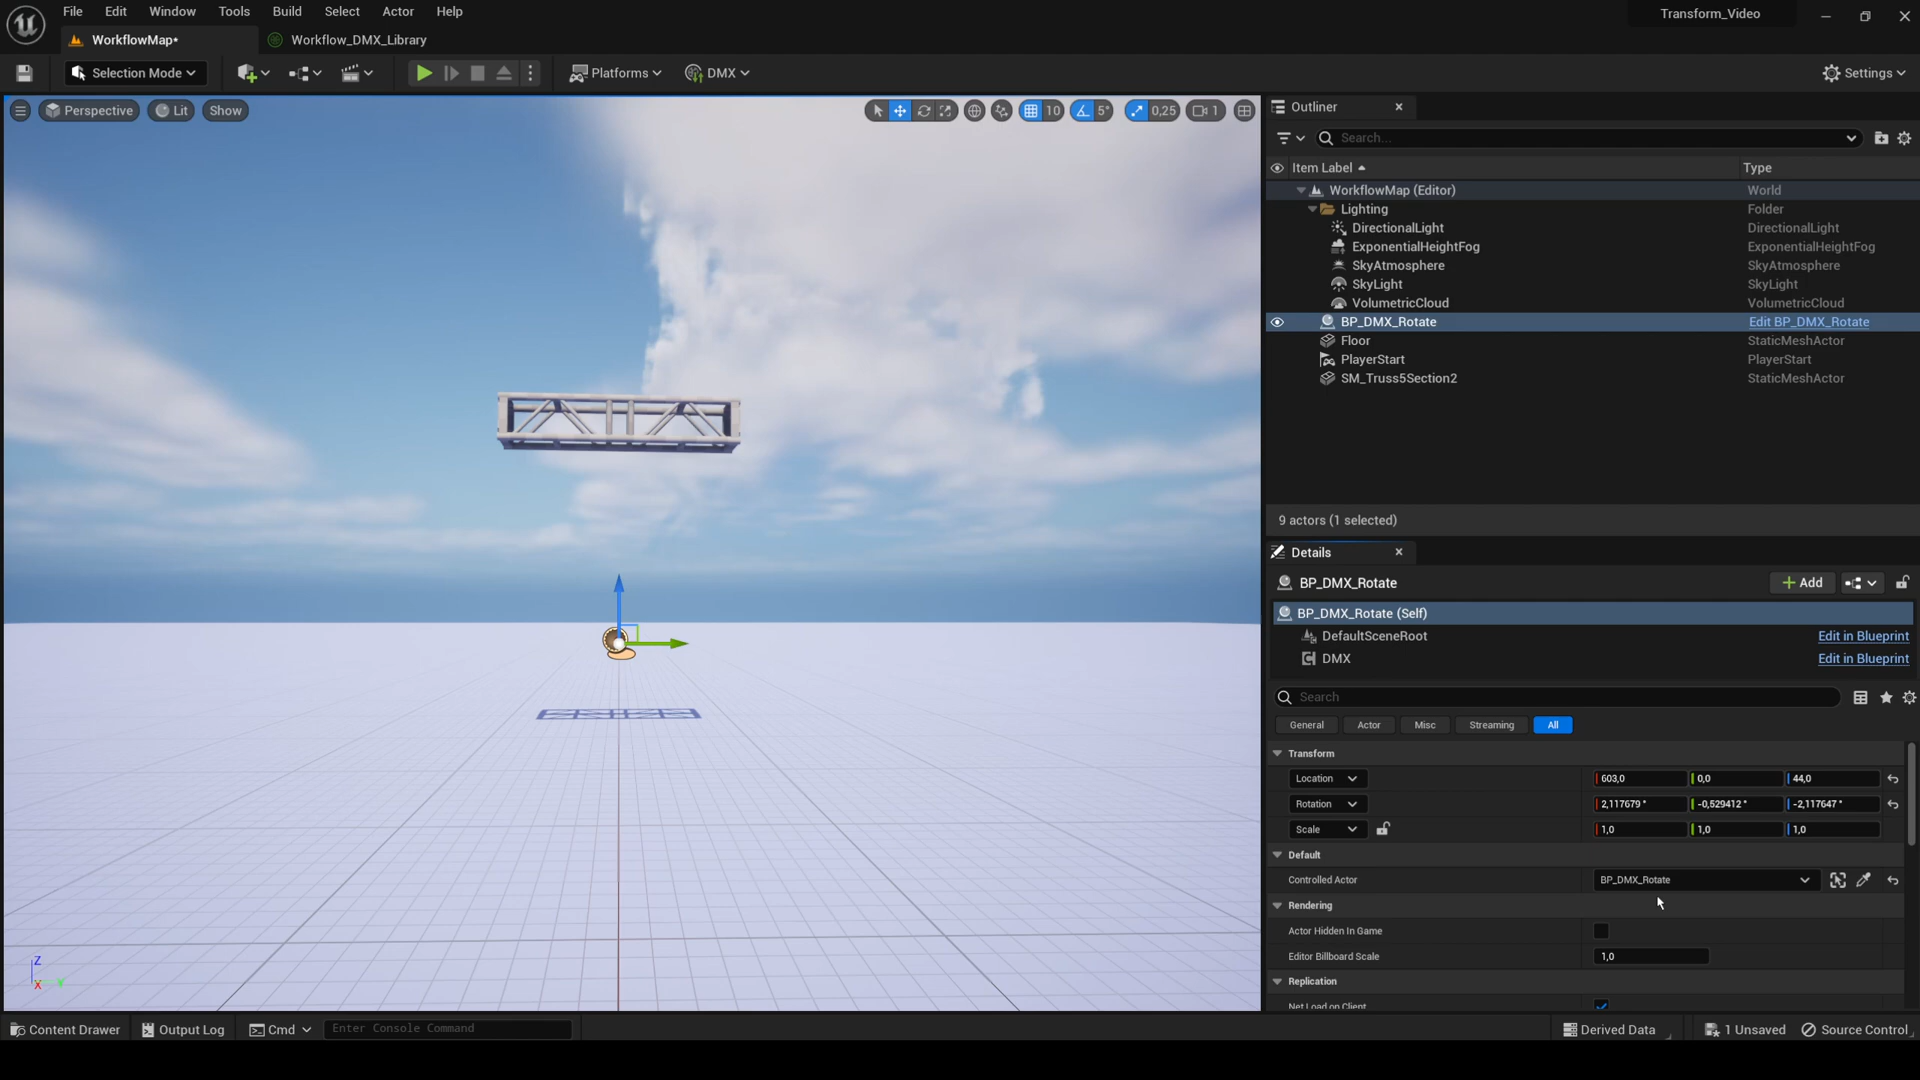 File Edit Window Tools Build Select Actor Help
Transform_Video
WorkflowMap•
Workflow_DMX_Library
Selection Mode
Platforms
DMX
Settings
Perspective
Lit
Show
10
5°
0,25
1
Outliner
Search...
Item Label
Type
WorkflowMap (Editor) World
Lighting Folder
DirectionalLight DirectionalLight
ExponentialHeightFog ExponentialHeightFog
SkyAtmosphere SkyAtmosphere
SkyLight SkyLight
VolumetricCloud VolumetricCloud
BP_DMX_Rotate Edit BP_DMX_Rotate
Floor StaticMeshActor
PlayerStart PlayerStart
SM_Truss5Section2 StaticMeshActor
9 actors (1 selected)
Details
BP_DMX_Rotate
Add
BP_DMX_Rotate (Self)
DefaultSceneRoot Edit in Blueprint
DMX Edit in Blueprint
Search
General Actor Misc Streaming All
Transform
Location 603,0 0,0 44,0
Rotation 2,117679 ° -0,529412 ° -2,117647 °
Scale 1,0 1,0 1,0
Default
Controlled Actor BP_DMX_Rotate
Rendering
Actor Hidden In Game
Editor Billboard Scale 1,0
Replication
Net Load on Client
Z
X Y
Content Drawer
Output Log
Cmd
Enter Console Command
Derived Data
1 Unsaved
Source Control